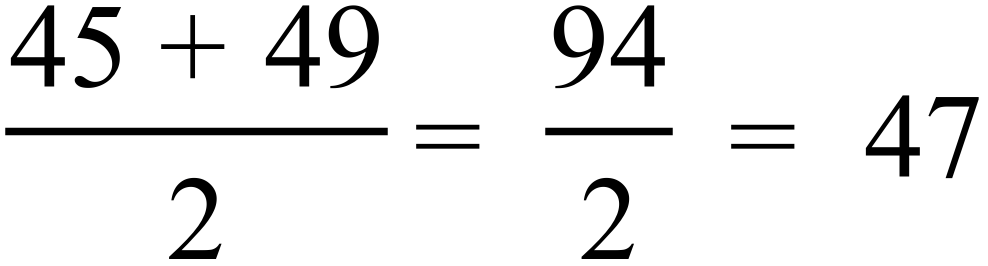 45 + 49 / 2 = 94 / 2 = 47